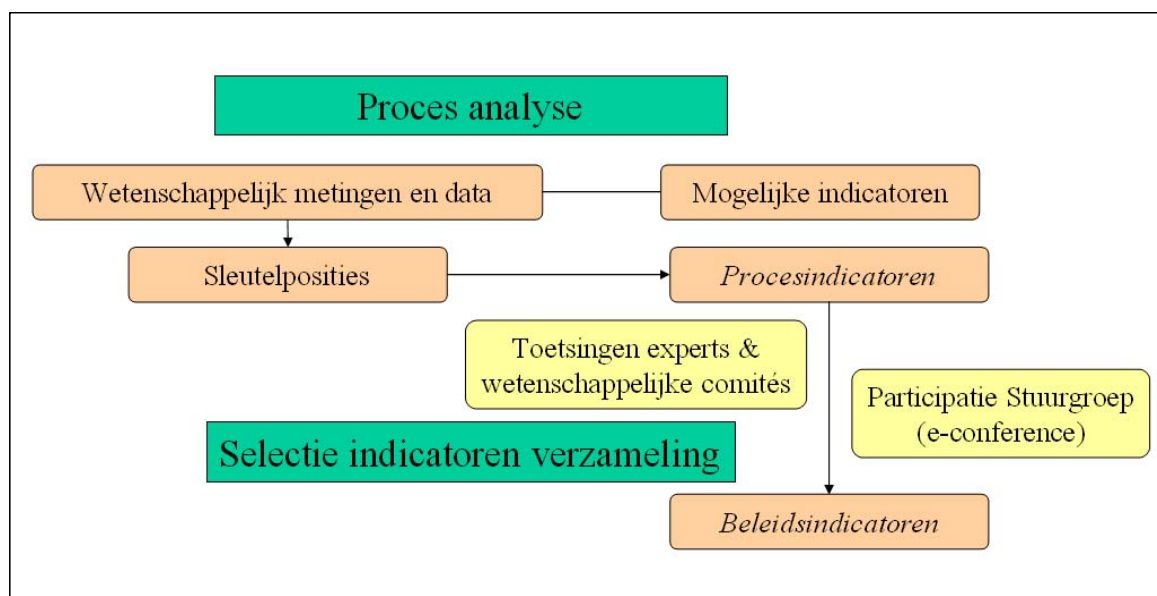 Proces analyse
Wetenschappelijk metingen en data
Mogelijke indicatoren
Sleutelposities
Procesindicatoren
Toetsingen experts &
wetenschappelijke comités
Participatie Stuurgroep
(e-conference)
Selectie indicatoren verzameling
Beleidsindicatoren